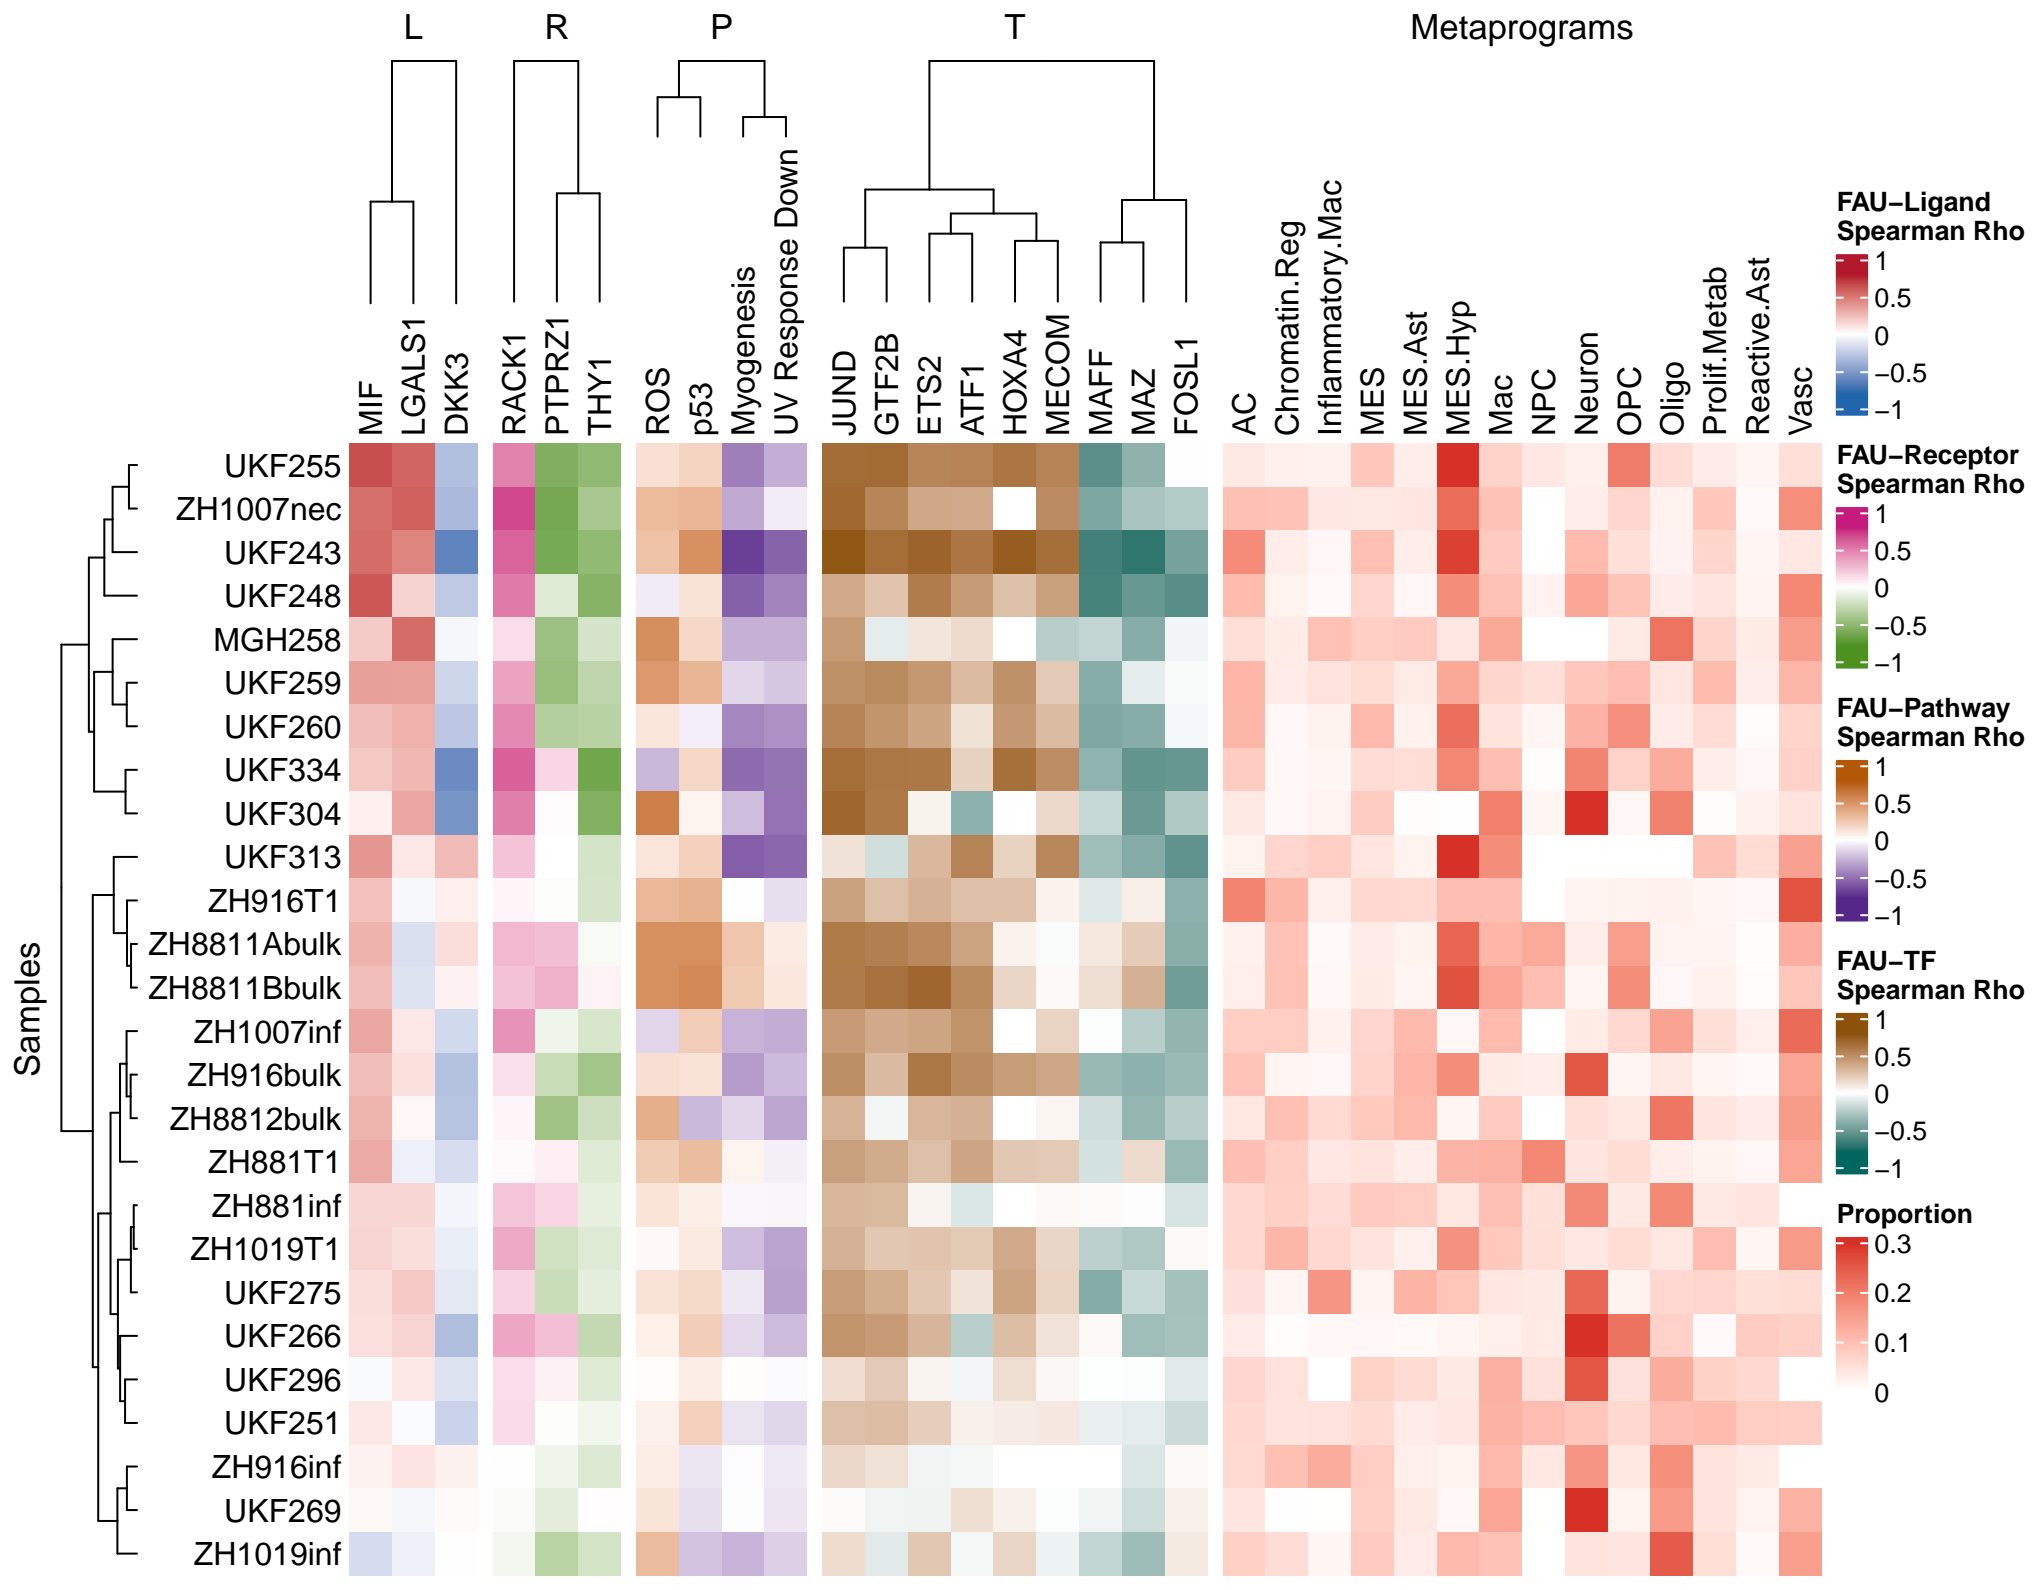 L
R
P
T
Metaprograms
MIF
LGALS1
DKK3
RACK1
PTPRZ1
THY1
ROS
p53
Myogenesis
UV Response Down
JUND
GTF2B
ETS2
ATF1
HOXA4
MECOM
MAFF
MAZ
FOSL1
AC
Chromatin.Reg
Inflammatory.Mac
MES
MES.Ast
MES.Hyp
Mac
NPC
Neuron
OPC
Oligo
Prolif.Metab
Reactive.Ast
Vasc
Samples
UKF255
ZH1007nec
UKF243
UKF248
MGH258
UKF259
UKF260
UKF334
UKF304
UKF313
ZH916T1
ZH8811Abulk
ZH8811Bbulk
ZH1007inf
ZH916bulk
ZH8812bulk
ZH881T1
ZH881inf
ZH1019T1
UKF275
UKF266
UKF296
UKF251
ZH916inf
UKF269
ZH1019inf
FAU−Ligand
Spearman Rho
1
0.5
0
−0.5
−1
FAU−Receptor
Spearman Rho
1
0.5
0
−0.5
−1
FAU−Pathway
Spearman Rho
1
0.5
0
−0.5
−1
FAU−TF
Spearman Rho
1
0.5
0
−0.5
−1
Proportion
0.3
0.2
0.1
0